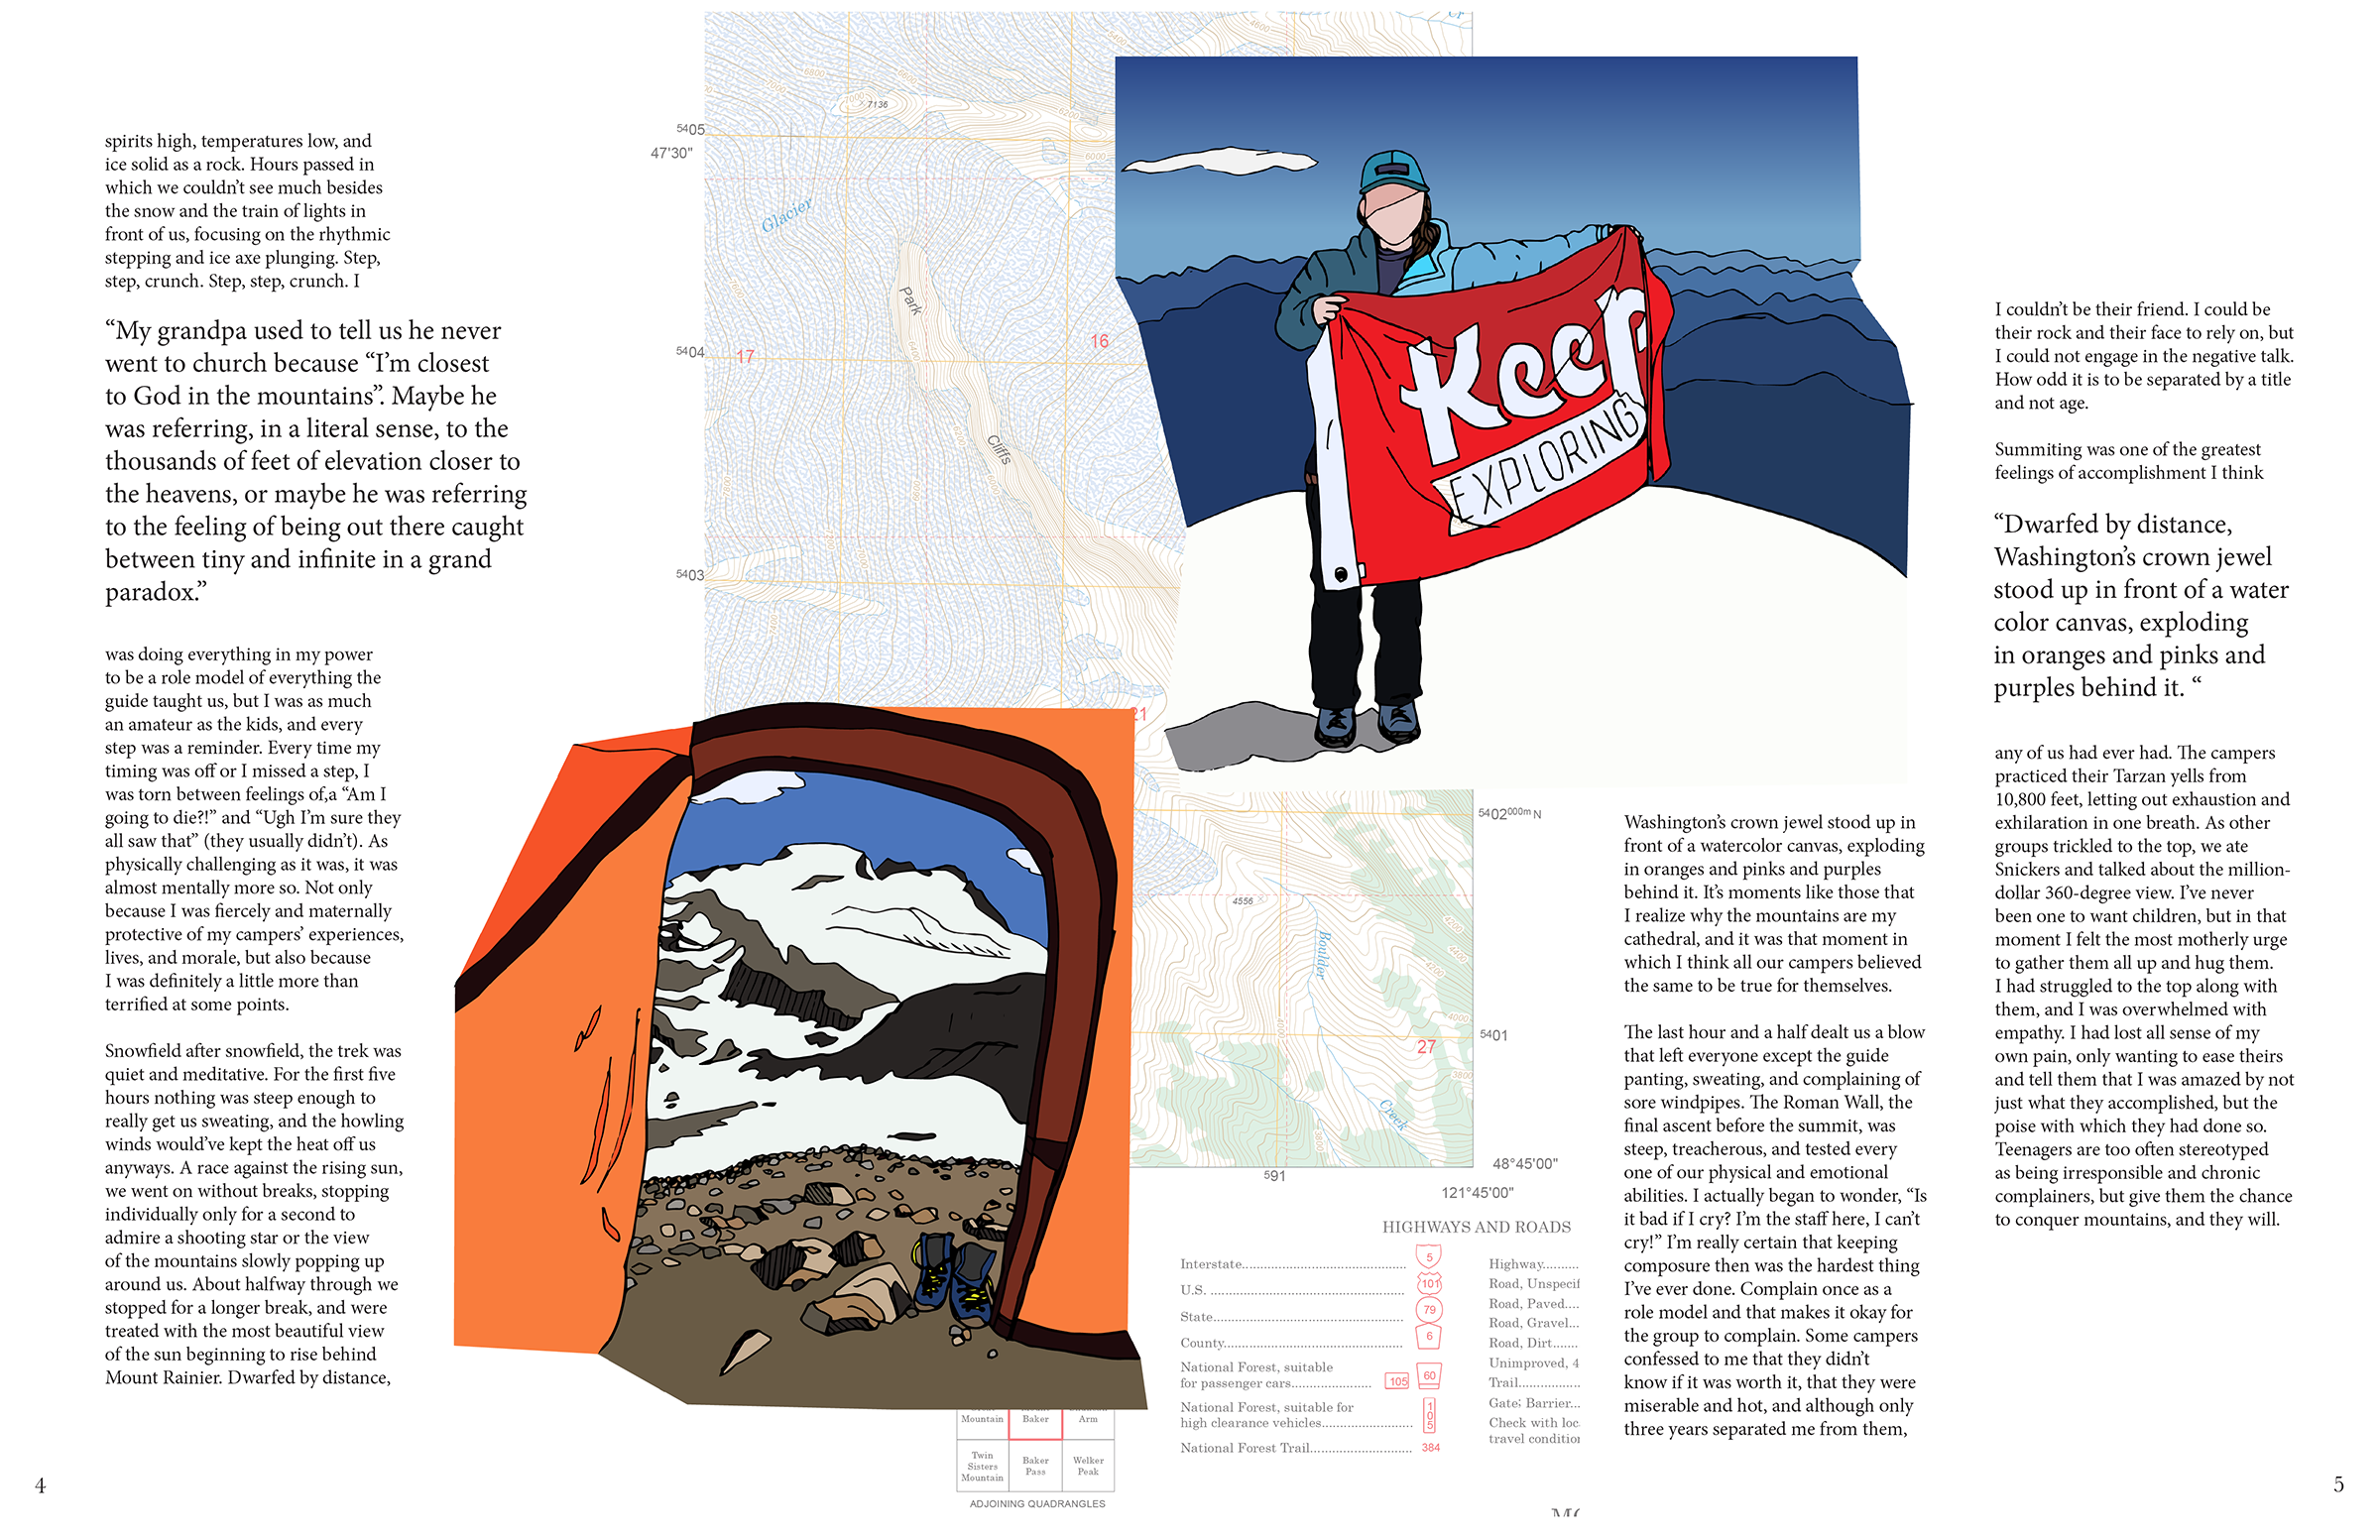 spirits high, temperatures low, and
ice solid as a rock. Hours passed in
which we couldn’t see much besides
the snow and the train of lights in
front of us, focusing on the rhythmic
stepping and ice axe plunging. Step,
step, crunch. Step, step, crunch. I
“My grandpa used to tell us he never
went to church because “I’m closest
to God in the mountains”. Maybe he
was referring, in a literal sense, to the
thousands of feet of elevation closer to
the heavens, or maybe he was referring
to the feeling of being out there caught
between tiny and infinite in a grand
paradox.”
was doing everything in my power
to be a role model of everything the
guide taught us, but I was as much
an amateur as the kids, and every
step was a reminder. Every time my
timing was off or I missed a step, I
was torn between feelings of,a “Am I
going to die?!” and “Ugh I’m sure they
all saw that” (they usually didn’t). As
physically challenging as it was, it was
almost mentally more so. Not only
because I was fiercely and maternally
protective of my campers’ experiences,
lives, and morale, but also because
I was definitely a little more than
terrified at some points.
Snowfield after snowfield, the trek was
quiet and meditative. For the first five
hours nothing was steep enough to
really get us sweating, and the howling
winds would’ve kept the heat off us
anyways. A race against the rising sun,
we went on without breaks, stopping
individually only for a second to
admire a shooting star or the view
of the mountains slowly popping up
around us. About halfway through we
stopped for a longer break, and were
treated with the most beautiful view
of the sun beginning to rise behind
Mount Rainier. Dwarfed by distance,
4
5405
47'30"
5404
5403
7136
Glacier
Park
Cliffs
17
16
21
Cr
Keep
EXPLORING
5402000m N
4556
Boulder
Creek
5401
27
48°45'00"
591
121°45'00"
HIGHWAYS AND ROADS
Interstate 5
U.S. 101
State 79
County 6
National Forest, suitable
for passenger cars 105 60
National Forest, suitable for
high clearance vehicles 105
National Forest Trail 384
Highway
Road, Unspecif
Road, Paved
Road, Gravel
Road, Dirt
Unimproved, 4
Trail
Gate; Barrier
Check with loc
travel condition
Mountain
Baker
Arm
Twin
Sisters
Mountain
Baker
Pass
Welker
Peak
ADJOINING QUADRANGLES
Washington’s crown jewel stood up in
front of a watercolor canvas, exploding
in oranges and pinks and purples
behind it. It’s moments like those that
I realize why the mountains are my
cathedral, and it was that moment in
which I think all our campers believed
the same to be true for themselves.
The last hour and a half dealt us a blow
that left everyone except the guide
panting, sweating, and complaining of
sore windpipes. The Roman Wall, the
final ascent before the summit, was
steep, treacherous, and tested every
one of our physical and emotional
abilities. I actually began to wonder, “Is
it bad if I cry? I’m the staff here, I can’t
cry!” I’m really certain that keeping
composure then was the hardest thing
I’ve ever done. Complain once as a
role model and that makes it okay for
the group to complain. Some campers
confessed to me that they didn’t
know if it was worth it, that they were
miserable and hot, and although only
three years separated me from them,
I couldn’t be their friend. I could be
their rock and their face to rely on, but
I could not engage in the negative talk.
How odd it is to be separated by a title
and not age.
Summiting was one of the greatest
feelings of accomplishment I think
“Dwarfed by distance,
Washington’s crown jewel
stood up in front of a water
color canvas, exploding
in oranges and pinks and
purples behind it. “
any of us had ever had. The campers
practiced their Tarzan yells from
10,800 feet, letting out exhaustion and
exhilaration in one breath. As other
groups trickled to the top, we ate
Snickers and talked about the million-
dollar 360-degree view. I’ve never
been one to want children, but in that
moment I felt the most motherly urge
to gather them all up and hug them.
I had struggled to the top along with
them, and I was overwhelmed with
empathy. I had lost all sense of my
own pain, only wanting to ease theirs
and tell them that I was amazed by not
just what they accomplished, but the
poise with which they had done so.
Teenagers are too often stereotyped
as being irresponsible and chronic
complainers, but give them the chance
to conquer mountains, and they will.
5